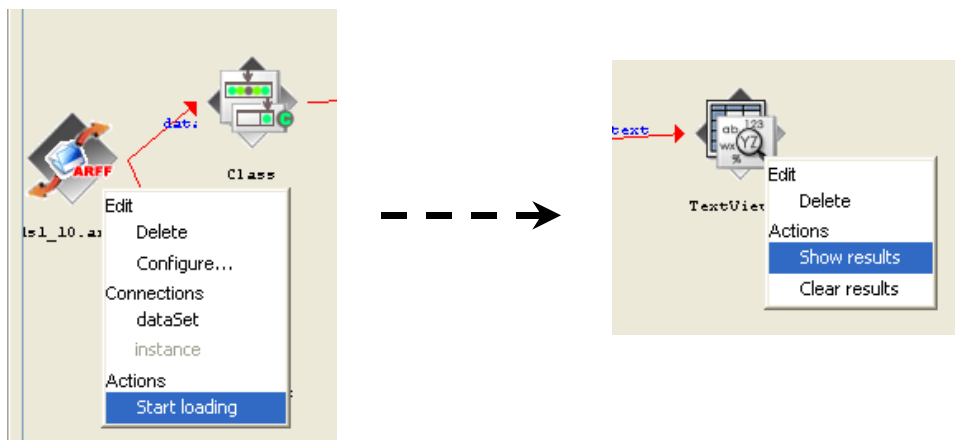 data
ARFF
Class
Edit
Delete
Configure...
Connections
dataSet
instance
Actions
Start loading
text
ab 123
wx YZ
%
Edit
Delete
Actions
Show results
Clear results